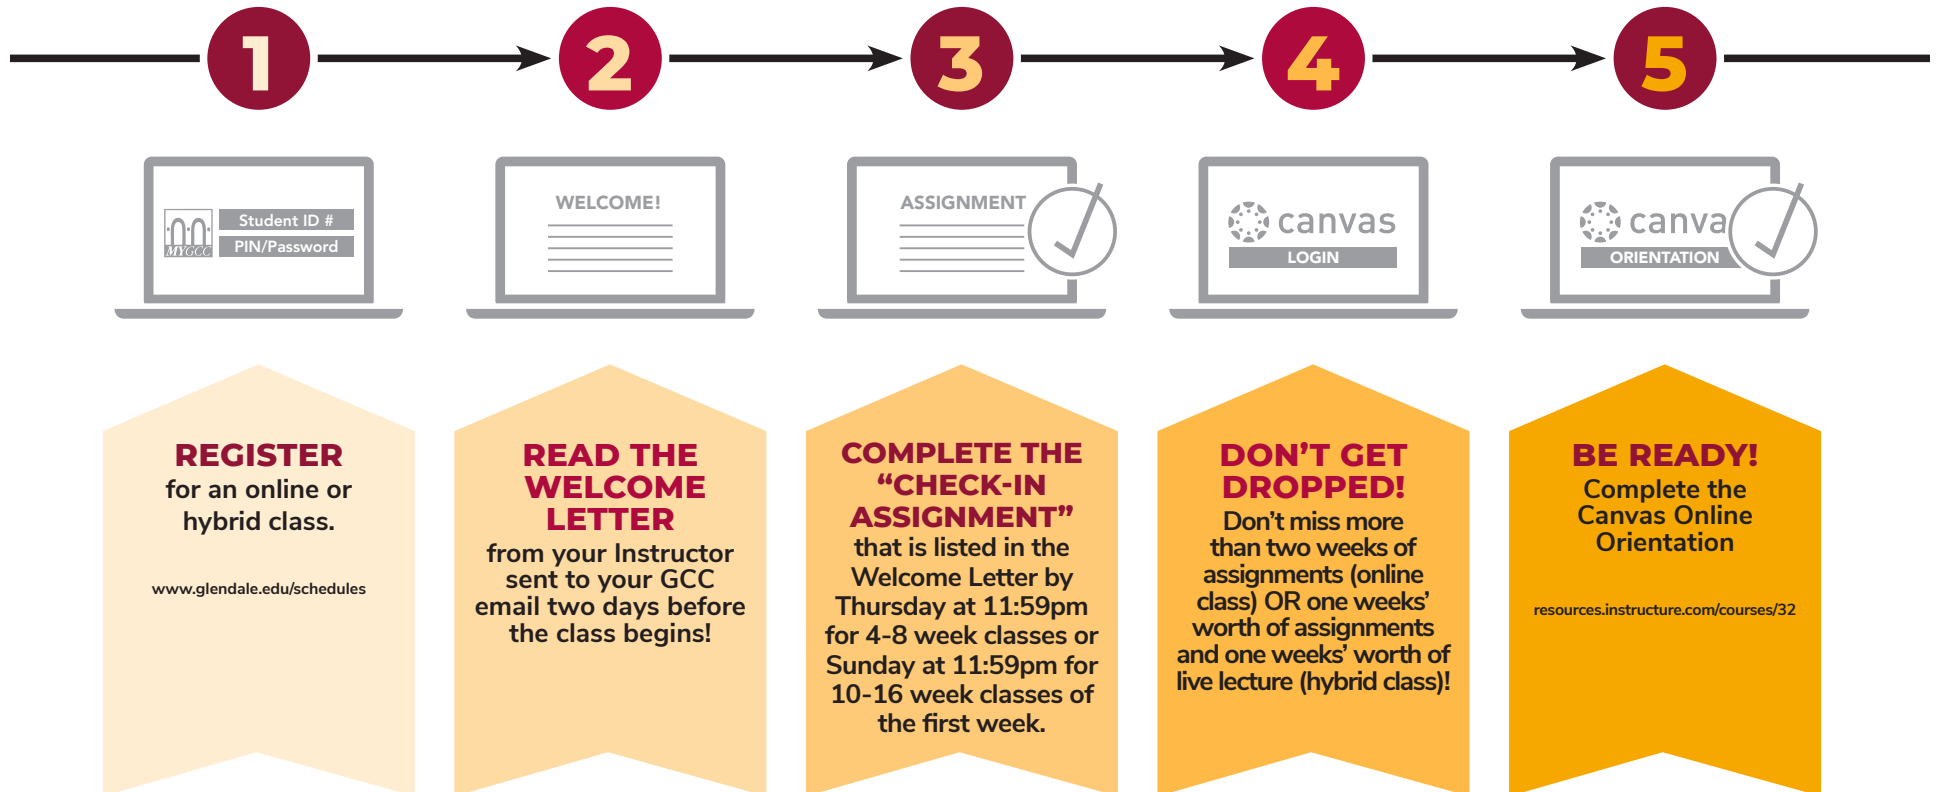 1
2
3
4
5
MYGCC
Student ID #
PIN/Password
WELCOME!
ASSIGNMENT
canvas
LOGIN
canva
ORIENTATION
REGISTER
for an online or
hybrid class.
www.glendale.edu/schedules
READ THE
WELCOME
LETTER
from your Instructor
sent to your GCC
email two days before
the class begins!
COMPLETE THE
“CHECK-IN
ASSIGNMENT”
that is listed in the
Welcome Letter by
Thursday at 11:59pm
for 4-8 week classes or
Sunday at 11:59pm for
10-16 week classes of
the first week.
DON’T GET
DROPPED!
Don’t miss more
than two weeks of
assignments (online
class) OR one weeks’
worth of assignments
and one weeks’ worth of
live lecture (hybrid class)!
BE READY!
Complete the
Canvas Online
Orientation
resources.instructure.com/courses/32